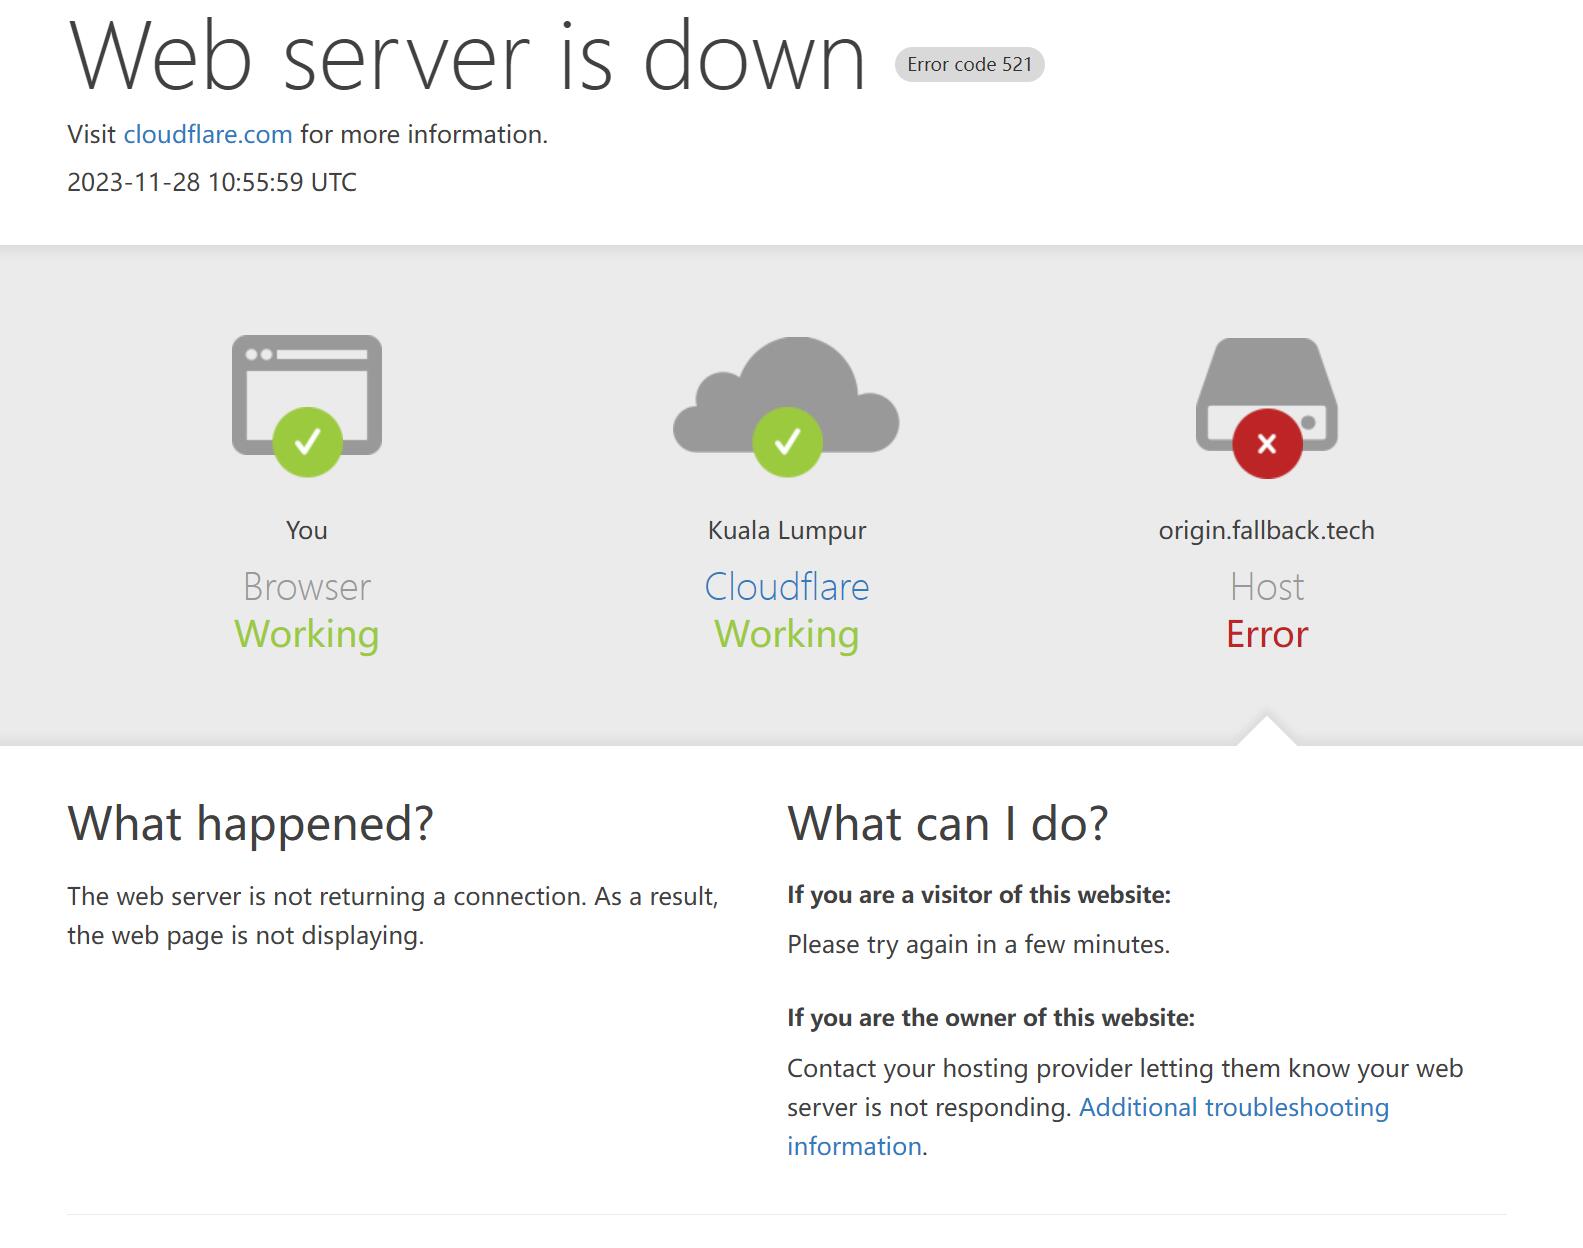 Web server is down Error code 521
Visit cloudflare.com for more information.
2023-11-28 10:55:59 UTC
You
Browser
Working
Kuala Lumpur
Cloudflare
Working
origin.fallback.tech
Host
Error
What happened?
The web server is not returning a connection. As a result,
the web page is not displaying.
What can I do?
If you are a visitor of this website:
Please try again in a few minutes.
If you are the owner of this website:
Contact your hosting provider letting them know your web
server is not responding. Additional troubleshooting
information.